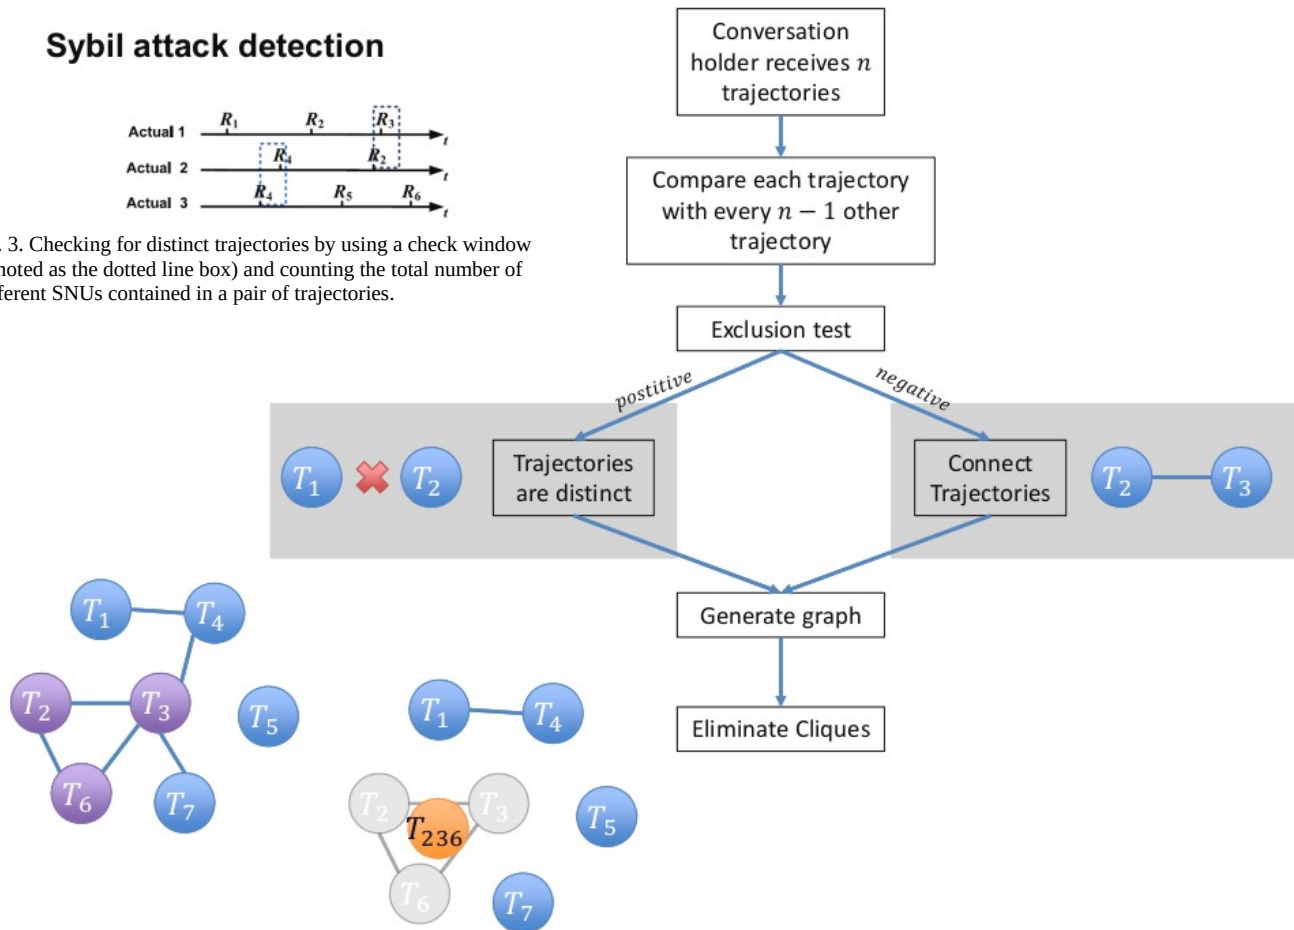 Sybil attack detection
R₁ R₂ R₃
Actual 1 t
R₄ R₂
Actual 2 t
R₄ R₅ R₆
Actual 3 t
. 3. Checking for distinct trajectories by using a check window
noted as the dotted line box) and counting the total number of
fferent SNUs contained in a pair of trajectories.
Conversation
holder receives n
trajectories
Compare each trajectory
with every n − 1 other
trajectory
Exclusion test
postitive
negative
T₁ T₂
Trajectories
are distinct
Connect
Trajectories
T₂ T₃
Generate graph
Eliminate Cliques
T₁ T₄
T₂ T₃ T₅
T₆ T₇
T₁ T₄
T₂ T₃ T₅
T₂₃₆
T₆ T₇